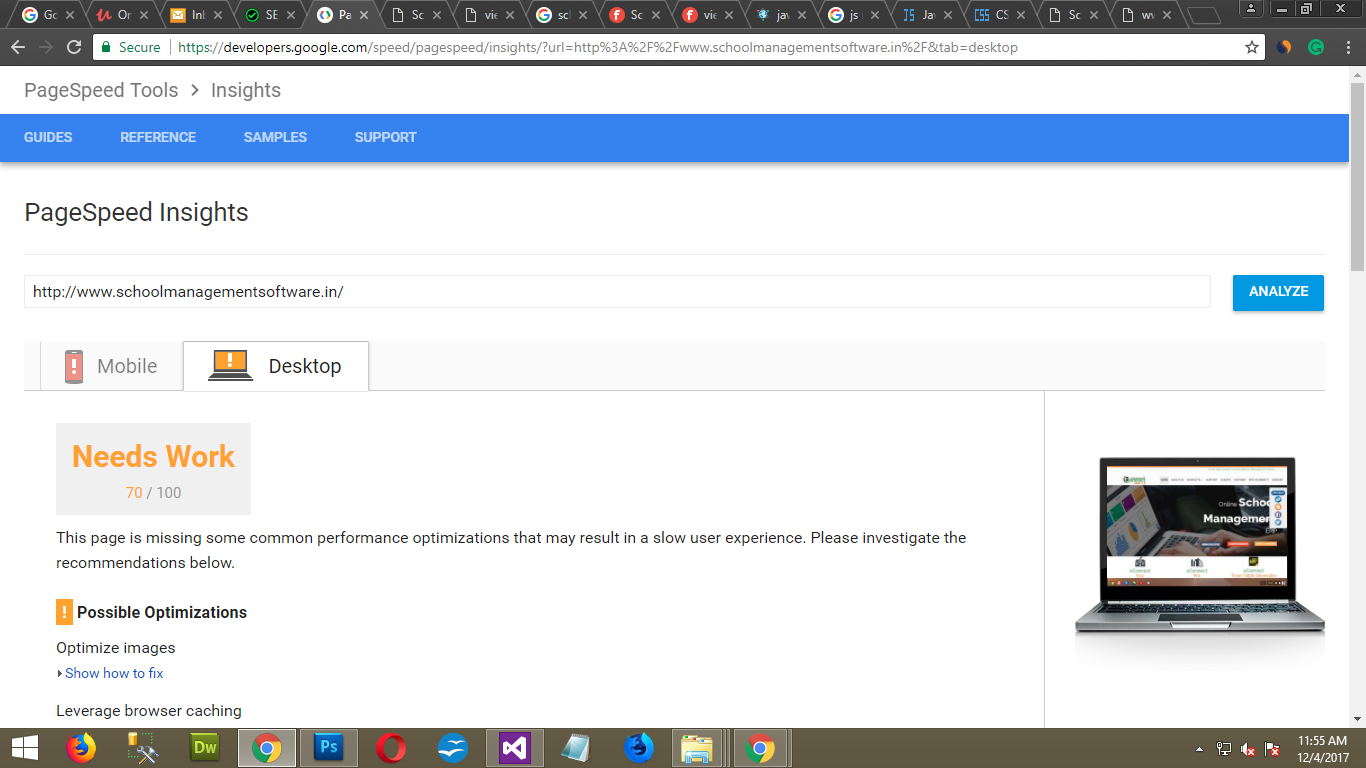 Go
Or
Inl
SE
Pa
Sc
vie
scl
Sc
vie
jav
js
Jav
CS
Sc
wv
Secure
https://developers.google.com/speed/pagespeed/insights/?url=http%3A%2F%2Fwww.schoolmanagementsoftware.in%2F&tab=desktop
PageSpeed Tools > Insights
GUIDES REFERENCE SAMPLES SUPPORT
PageSpeed Insights
http://www.schoolmanagementsoftware.in/
ANALYZE
Mobile
Desktop
Needs Work
70 / 100
This page is missing some common performance optimizations that may result in a slow user experience. Please investigate the
recommendations below.
! Possible Optimizations
Optimize images
Show how to fix
Leverage browser caching
Online School
Management
Dw
Ps
11:55 AM
12/4/2017